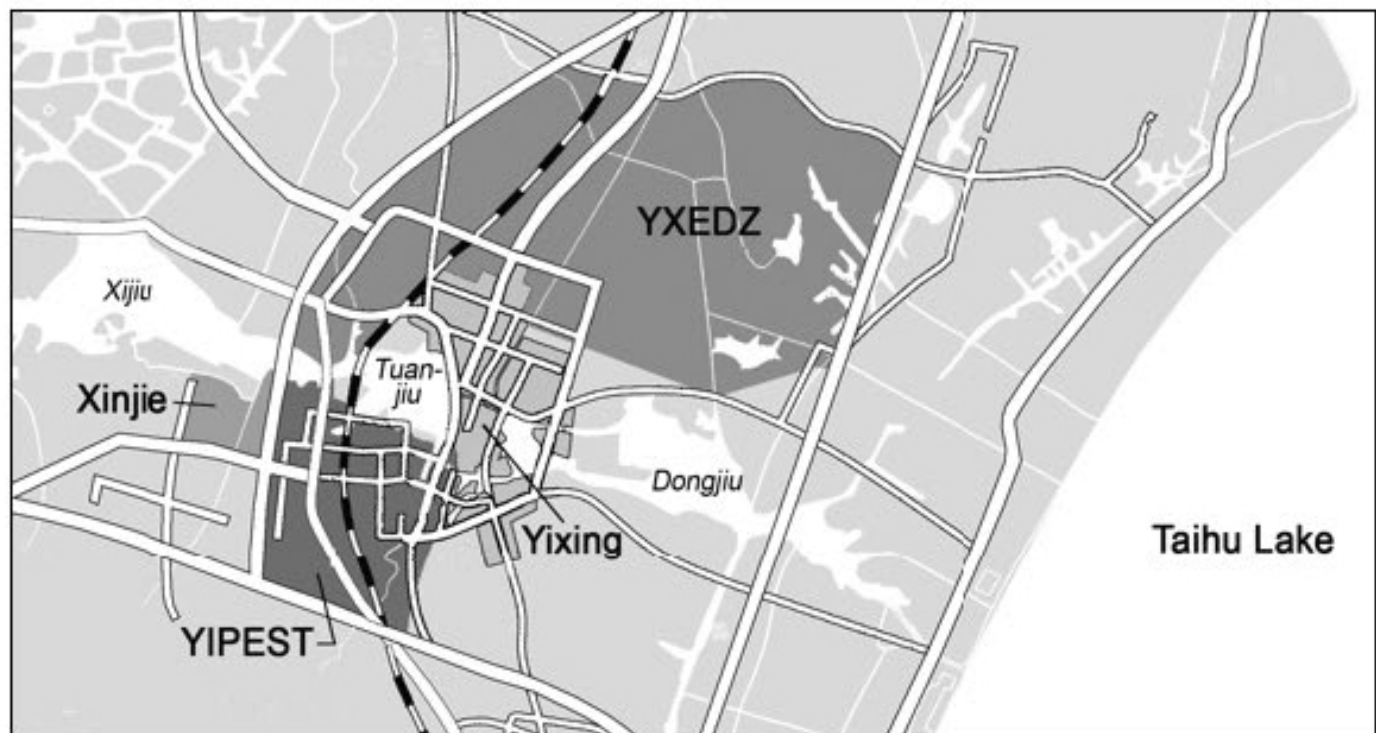 YXEDZ
Xijiu
Tuan-
jiu
Xinjie
Dongjiu
Yixing
Taihu Lake
YIPEST